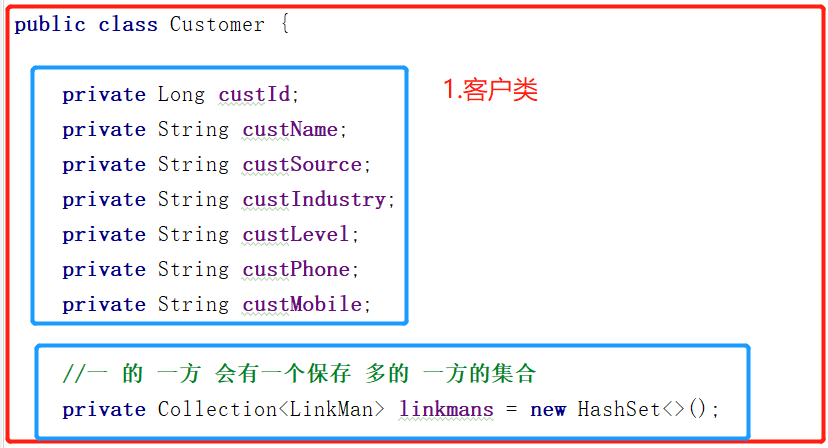 public class Customer {
1.客户类
private Long custId;
private String custName;
private String custSource;
private String custIndustry;
private String custLevel;
private String custPhone;
private String custMobile;
//一 的 一方 会有一个保存 多的 一方的集合
private Collection<LinkMan> linkmans = new HashSet<>();